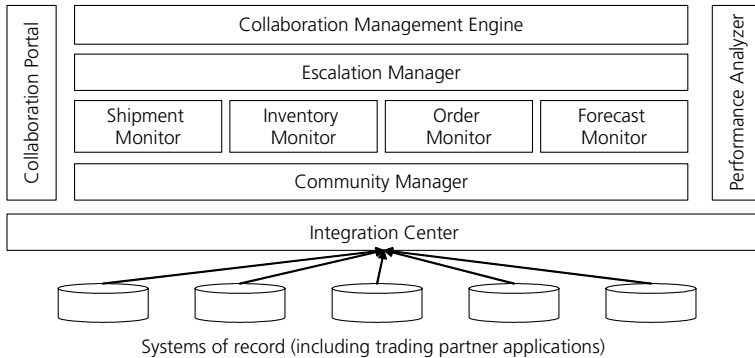 Collaboration Portal
Collaboration Management Engine
Escalation Manager
Shipment
Monitor
Inventory
Monitor
Order
Monitor
Forecast
Monitor
Community Manager
Performance Analyzer
Integration Center
Systems of record (including trading partner applications)